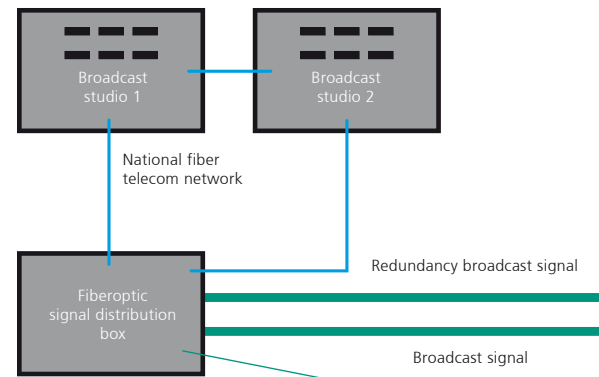 Broadcast
studio 1
Broadcast
studio 2
National fiber
telecom network
Redundancy broadcast signal
Fiberoptic
signal distribution
box
Broadcast signal